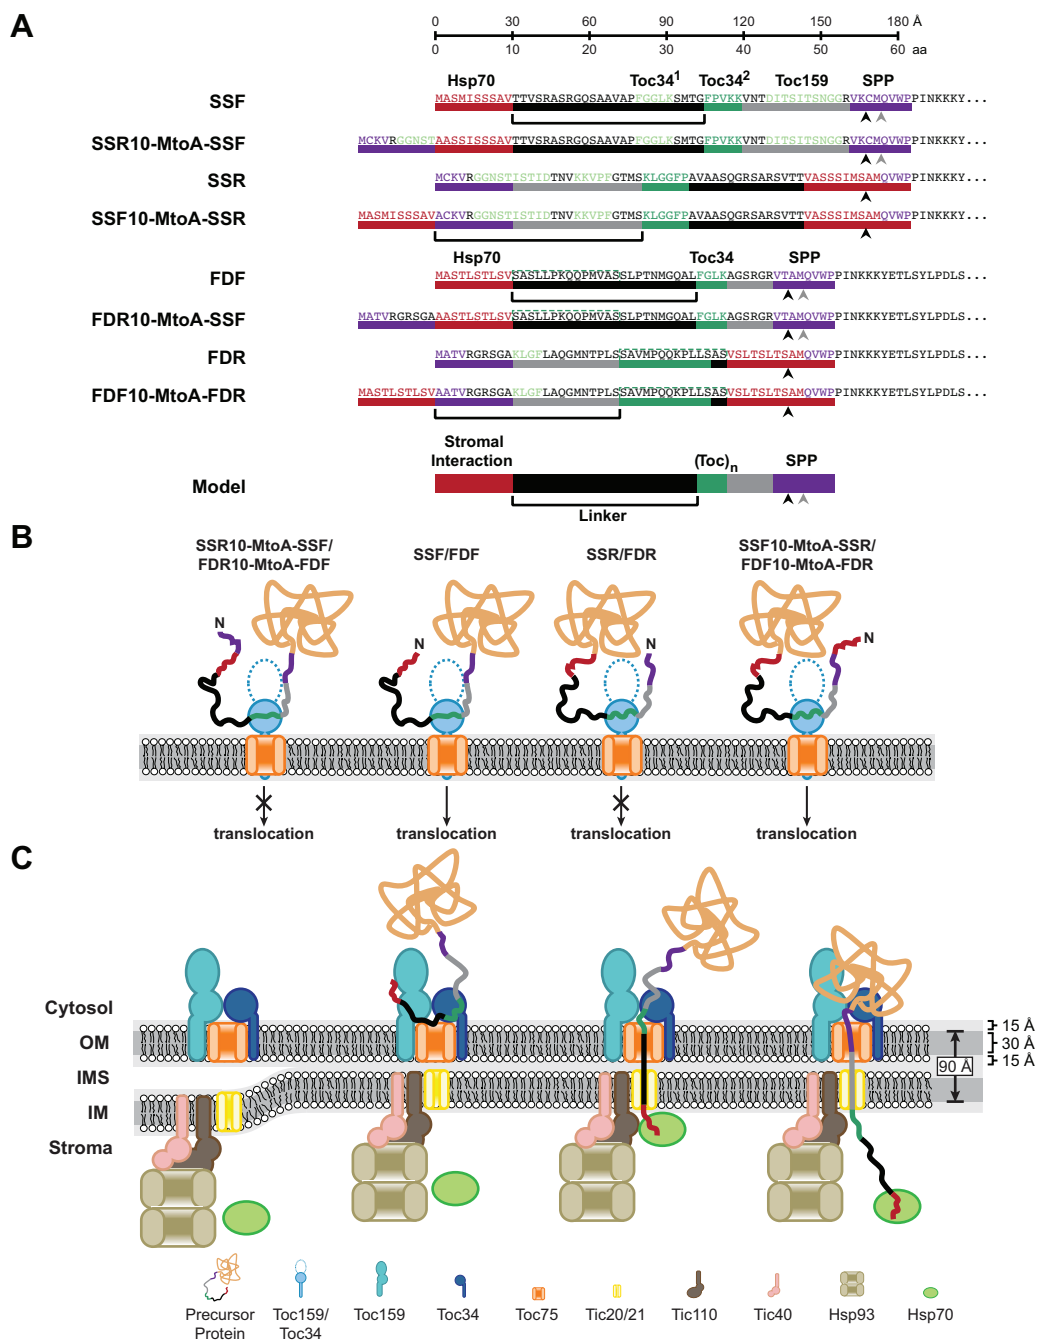 A
0 30 60 90 120 150 180 Å
0 10 20 30 40 50 60 aa
Hsp70 Toc34¹ Toc34² Toc159 SPP
SSF MASMISSSAVTTVSRASRGQSAAVAPFGGLKSMTGFPVKKVNTDITSITSNGGRVKCMQVWPPINKKKY...
SSR10-MtoA-SSF MCKVRGGNSTAASSISSSAVTTVSRASRGQSAAVAPFGGLKSMTGFPVKKVNTDITSITSNGGRVKCMQVWPPINKKKY...
SSR MCKVRGGNSTISTIDTNVKKVPFGTMSKLGGFPAVAASQGRSARSVTTVASSSIMSAMQVWPPINKKKY...
SSF10-MtoA-SSR MASMISSSAVACKVRGGNSTISTIDTNVKKVPFGTMSKLGGFPAVAASQGRSARSVTTVASSSIMSAMQVWPPINKKKY...
Hsp70 Toc34 SPP
FDF MASTLSTLSVSASLLPKQQPMVASSLPTNMGQALFGLKAGSRGRVTAMQVWPPINKKKYETLSYLPDLS...
FDR10-MtoA-SSF MATVRGRSGAAASTLSTLSVSASLLPKQQPMVASSLPTNMGQALFGLKAGSRGRVTAMQVWPPINKKKYETLSYLPDLS...
FDR MATVRGRSGAKLGFLAQGMNTPLSSAVMPQQKPLLSASVSLTSLTSAMQVWPPINKKKYETLSYLPDLS...
FDF10-MtoA-FDR MASTLSTLSVAATVRGRSGAKLGFLAQGMNTPLSSAVMPQQKPLLSASVSLTSLTSAMQVWPPINKKKYETLSYLPDLS...
Stromal
Interaction (Toc)n SPP
Model
Linker
B
SSR10-MtoA-SSF/
FDR10-MtoA-FDF
SSF/FDF
SSR/FDR
SSF10-MtoA-SSR/
FDF10-MtoA-FDR
N N N N
translocation translocation translocation translocation
C
Cytosol
OM
IMS
IM
Stroma
15 Å
30 Å
15 Å
90 Å
Precursor
Protein
Toc159/
Toc34
Toc159
Toc34
Toc75
Tic20/21
Tic110
Tic40
Hsp93
Hsp70